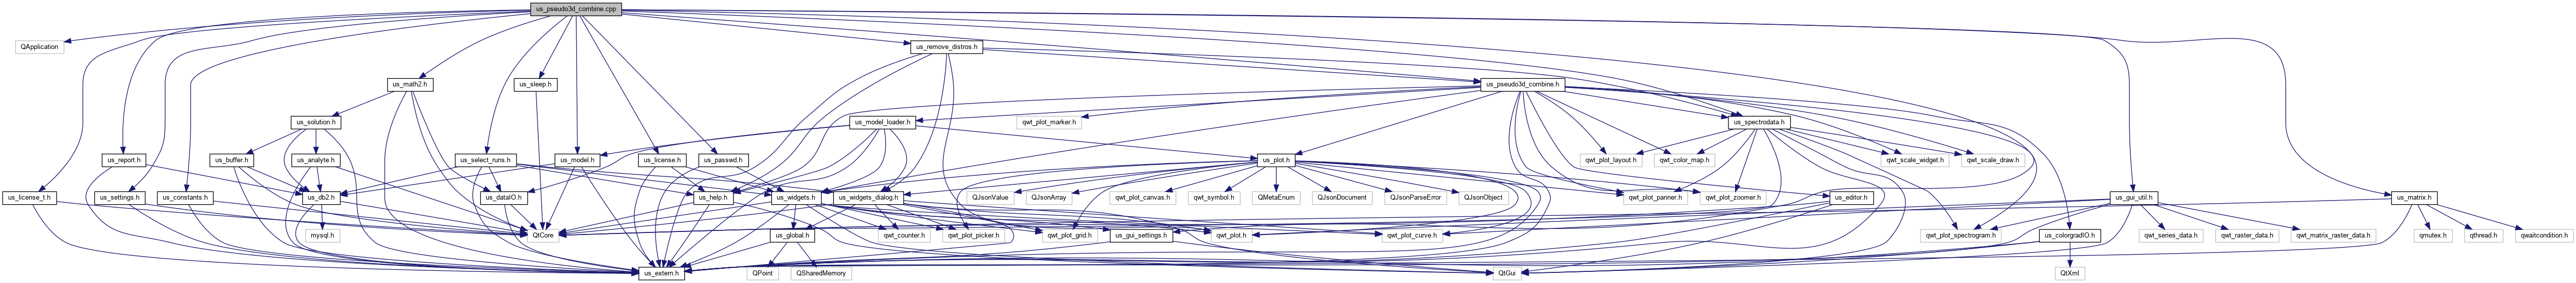 us_pseudo3d_combine.cpp
QApplication
us_remove_distros.h
us_math2.h
us_sleep.h
us_pseudo3d_combine.h
us_solution.h
us_model_loader.h
qwt_plot_marker.h
us_spectrodata.h
us_report.h
us_buffer.h
us_analyte.h
us_select_runs.h
us_model.h
us_license.h
us_passwd.h
us_plot.h
qwt_plot_layout.h
qwt_color_map.h
qwt_scale_widget.h
qwt_scale_draw.h
us_license_t.h
us_settings.h
us_constants.h
us_db2.h
us_dataIO.h
us_help.h
us_widgets.h
us_widgets_dialog.h
QJsonValue
QJsonArray
qwt_plot_canvas.h
qwt_symbol.h
QMetaEnum
QJsonDocument
QJsonParseError
QJsonObject
qwt_plot_panner.h
qwt_plot_zoomer.h
us_editor.h
us_gui_util.h
us_matrix.h
mysql.h
QtCore
us_global.h
qwt_counter.h
qwt_plot_picker.h
qwt_plot_grid.h
us_gui_settings.h
qwt_plot.h
qwt_plot_curve.h
qwt_plot_spectrogram.h
us_colorgradIO.h
qwt_series_data.h
qwt_raster_data.h
qwt_matrix_raster_data.h
qmutex.h
qthread.h
qwaitcondition.h
us_extern.h
QPoint
QSharedMemory
QtGui
QtXml